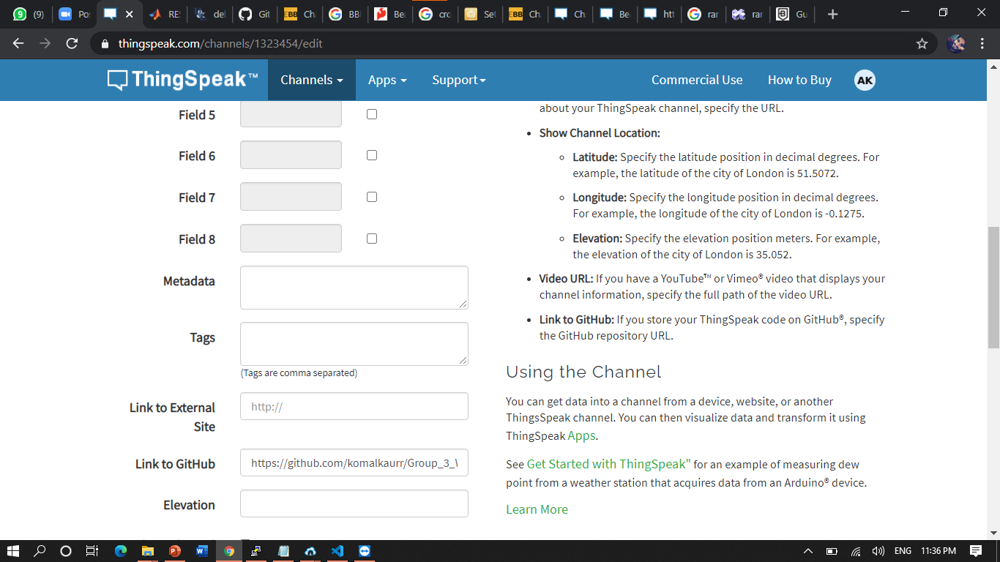 (9)
Po:
RE
del
Git
Ch
BBI
Bea
cro
Set
Ch
Ch
Be
htt
rar
rar
Gu
thingspeak.com/channels/1323454/edit
ThingSpeak™
Channels
Apps
Support
Commercial Use
How to Buy
AK
Field 5
Field 6
Field 7
Field 8
Metadata
Tags
(Tags are comma separated)
Link to External
Site
http://
Link to GitHub
https://github.com/komalkaurr/Group_3_\
Elevation
about your ThingSpeak channel, specify the URL.
• Show Channel Location:
◦ Latitude: Specify the latitude position in decimal degrees. For
example, the latitude of the city of London is 51.5072.
◦ Longitude: Specify the longitude position in decimal degrees.
For example, the longitude of the city of London is -0.1275.
◦ Elevation: Specify the elevation position meters. For example,
the elevation of the city of London is 35.052.
• Video URL: If you have a YouTube™ or Vimeo® video that displays your
channel information, specify the full path of the video URL.
• Link to GitHub: If you store your ThingSpeak code on GitHub®, specify
the GitHub repository URL.
Using the Channel
You can get data into a channel from a device, website, or another
ThingsSpeak channel. You can then visualize data and transform it using
ThingSpeak Apps.
See Get Started with ThingSpeak" for an example of measuring dew
point from a weather station that acquires data from an Arduino® device.
Learn More
ENG
11:36 PM